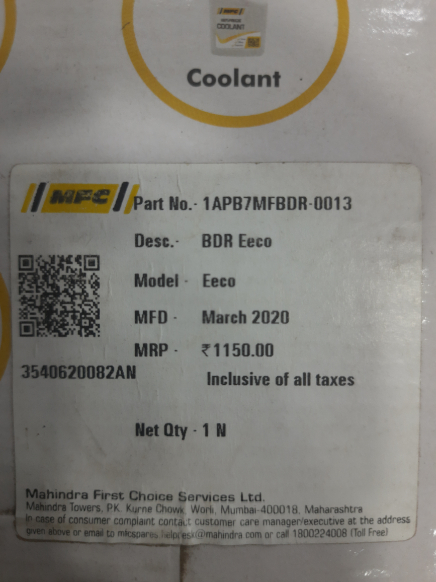 MFC
COOLANT
Coolant
MFC
Part No.- 1APB7MFBDR-0013
Desc.- BDR Eeco
Model - Eeco
MFD - March 2020
MRP - ₹1150.00
3540620082AN
Inclusive of all taxes
Net Qty - 1 N
Mahindra First Choice Services Ltd.
Mahindra Towers, P.K. Kurne Chowk, Worli, Mumbai-400018, Maharashtra
In case of consumer complaint contact customer care manager/executive at the address
given above or email to mfcspares.helpdesk@mahindra.com or call 1800224008 (Toll Free)